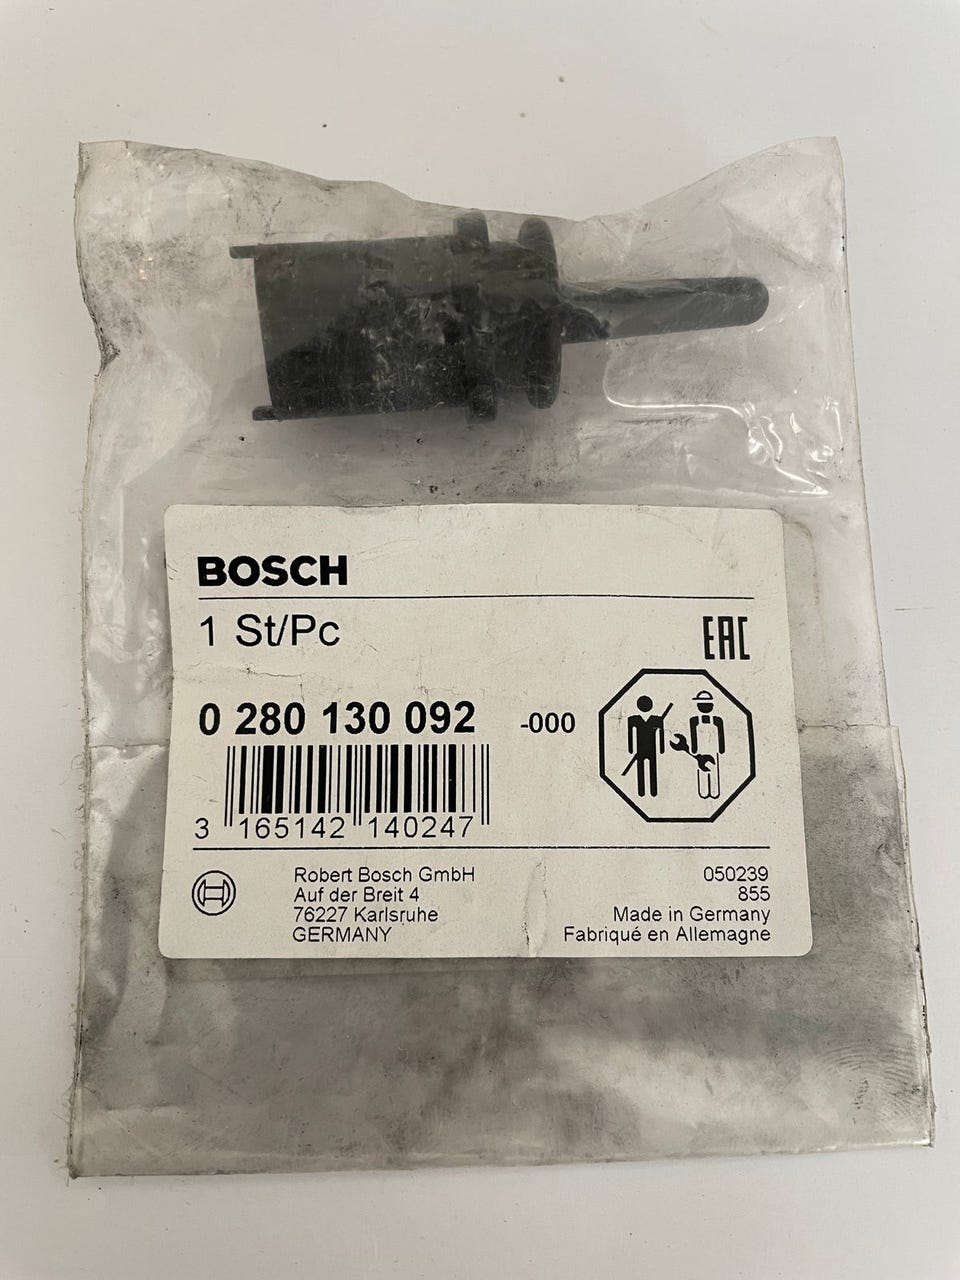 BOSCH
1 St/Pc
EAC
0 280 130 092 -000
3 165142 140247
Robert Bosch GmbH
Auf der Breit 4
76227 Karlsruhe
GERMANY
050239
855
Made in Germany
Fabriqué en Allemagne